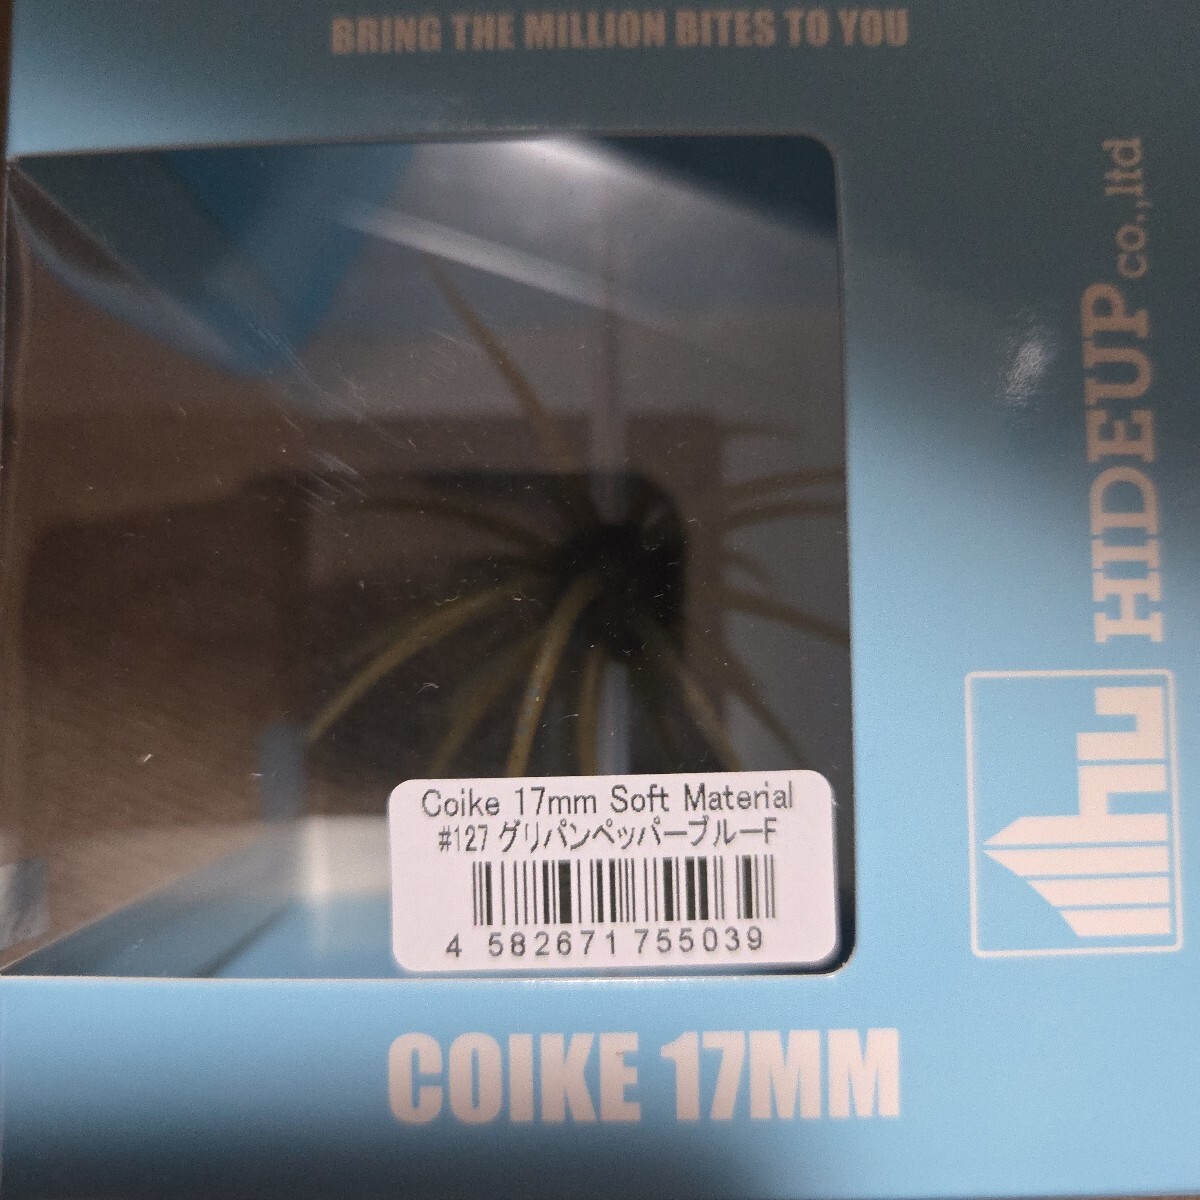 BRING THE MILLION BITES TO YOU
HIDEUP co.,ltd
Coike 17mm Soft Material
#127 グリパンペッパーブルーF
4 582671 755039
COIKE 17MM